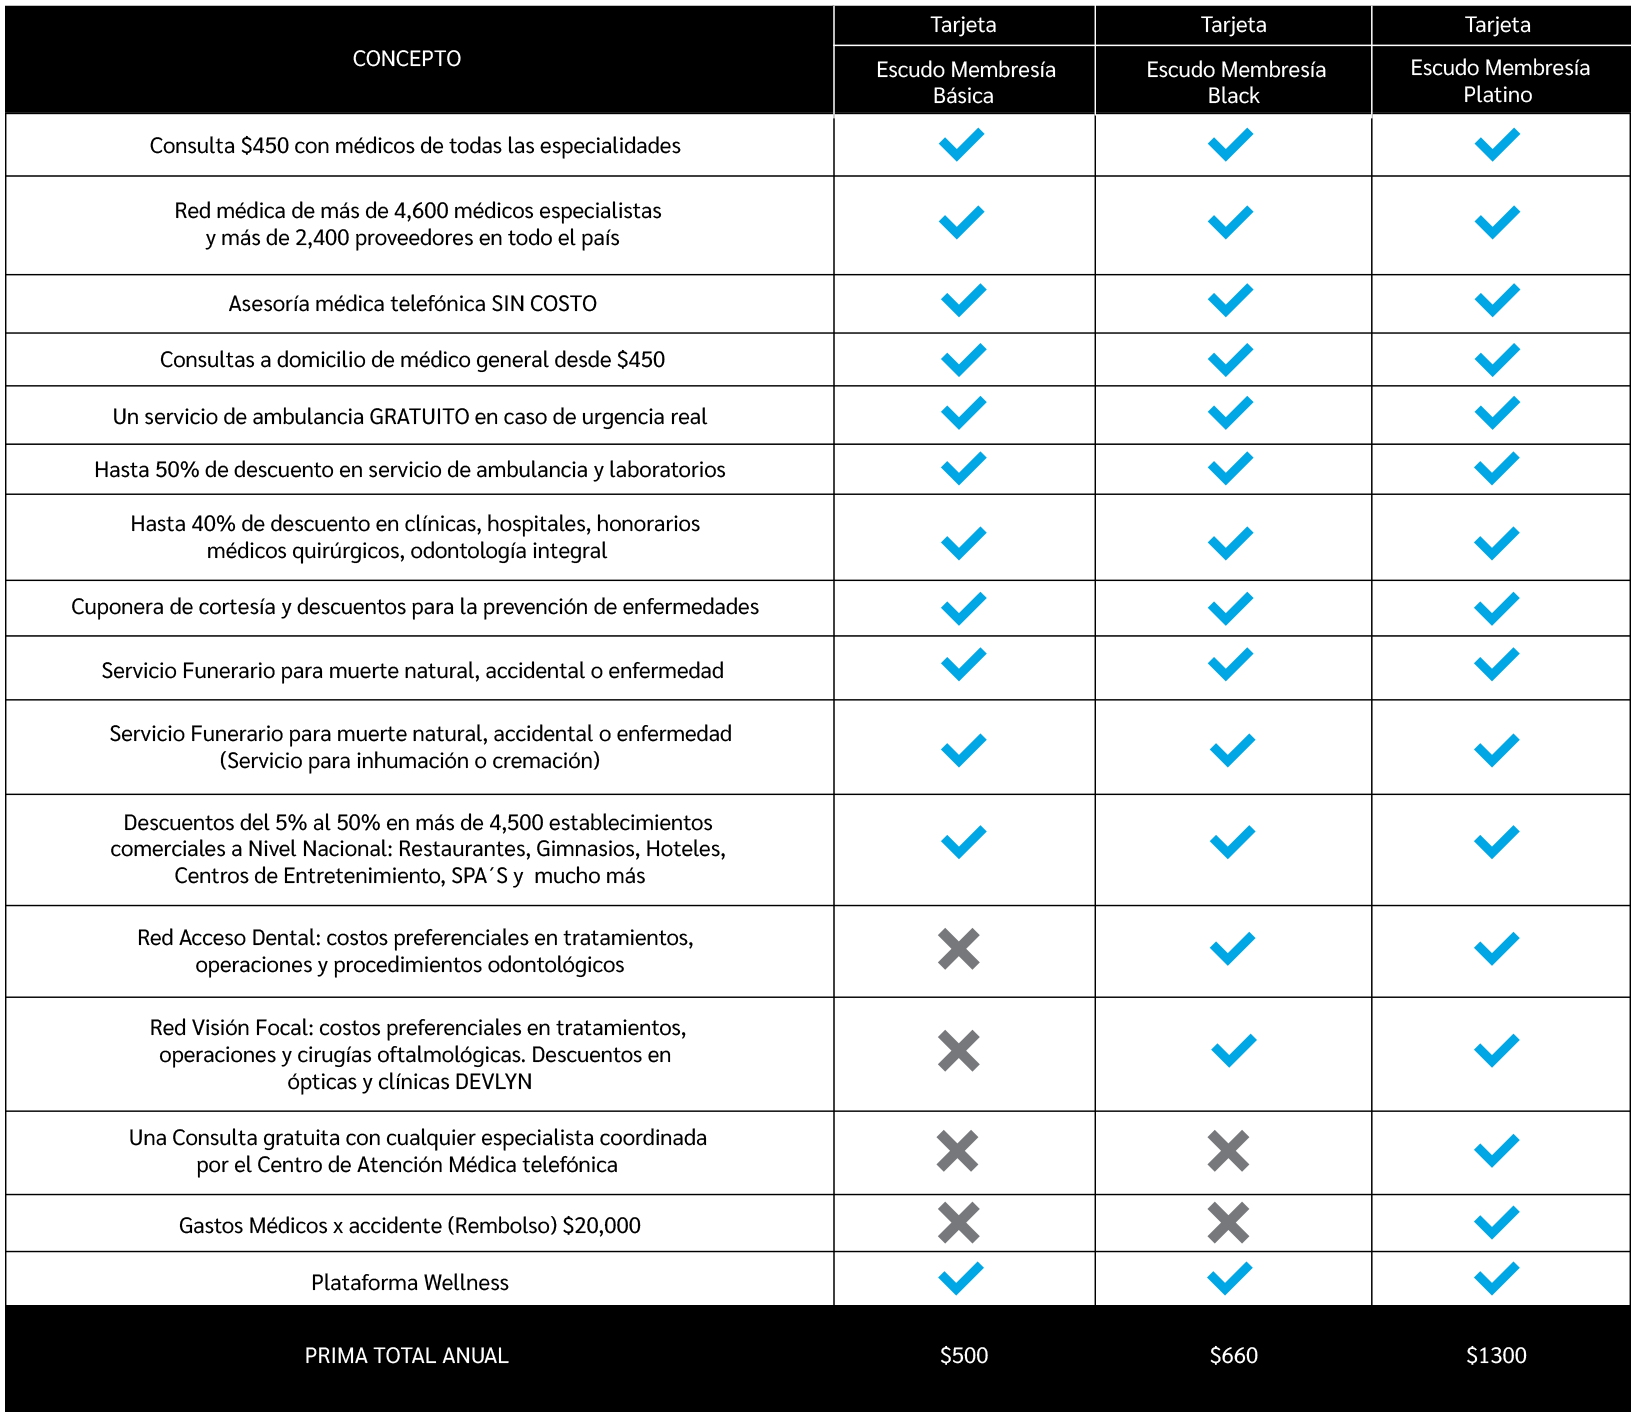 CONCEPTO
Tarjeta
Tarjeta
Tarjeta
Escudo Membresía
Básica
Escudo Membresía
Black
Escudo Membresía
Platino
Consulta $450 con médicos de todas las especialidades
Red médica de más de 4,600 médicos especialistas
y más de 2,400 proveedores en todo el país
Asesoría médica telefónica SIN COSTO
Consultas a domicilio de médico general desde $450
Un servicio de ambulancia GRATUITO en caso de urgencia real
Hasta 50% de descuento en servicio de ambulancia y laboratorios
Hasta 40% de descuento en clínicas, hospitales, honorarios
médicos quirúrgicos, odontología integral
Cuponera de cortesía y descuentos para la prevención de enfermedades
Servicio Funerario para muerte natural, accidental o enfermedad
Servicio Funerario para muerte natural, accidental o enfermedad
(Servicio para inhumación o cremación)
Descuentos del 5% al 50% en más de 4,500 establecimientos
comerciales a Nivel Nacional: Restaurantes, Gimnasios, Hoteles,
Centros de Entretenimiento, SPA´S y  mucho más
Red Acceso Dental: costos preferenciales en tratamientos,
operaciones y procedimientos odontológicos
Red Visión Focal: costos preferenciales en tratamientos,
operaciones y cirugías oftalmológicas. Descuentos en
ópticas y clínicas DEVLYN
Una Consulta gratuita con cualquier especialista coordinada
por el Centro de Atención Médica telefónica
Gastos Médicos x accidente (Rembolso) $20,000
Plataforma Wellness
PRIMA TOTAL ANUAL
$500
$660
$1300